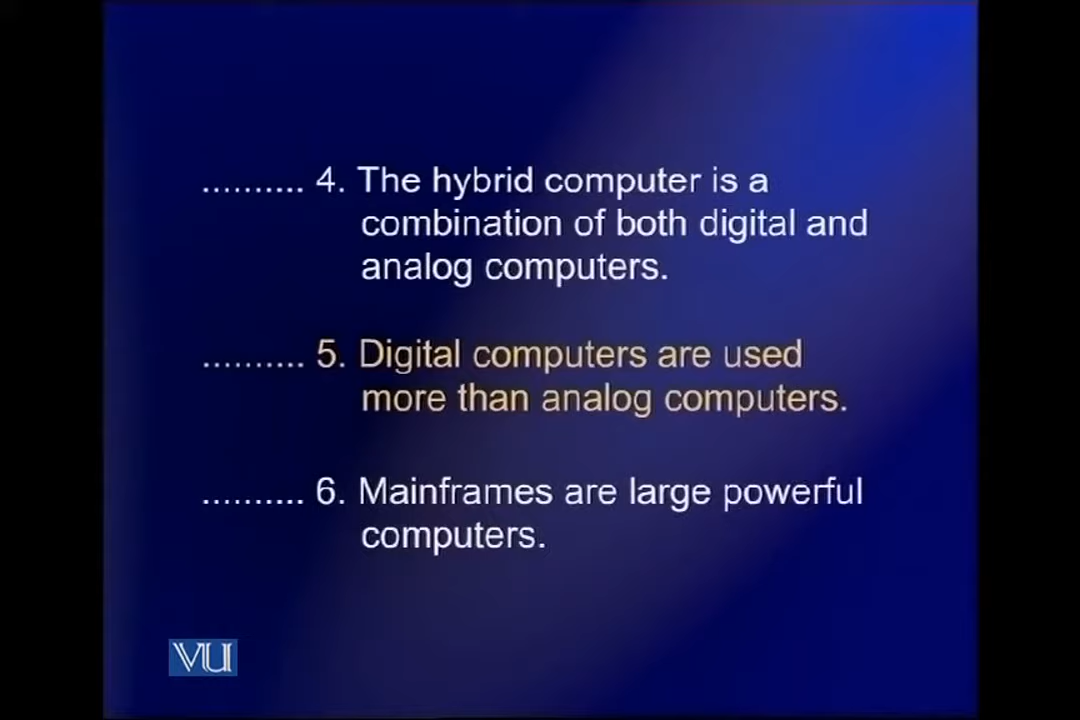 .......... 4. The hybrid computer is a
combination of both digital and
analog computers.
.......... 5. Digital computers are used
more than analog computers.
.......... 6. Mainframes are large powerful
computers.
VU